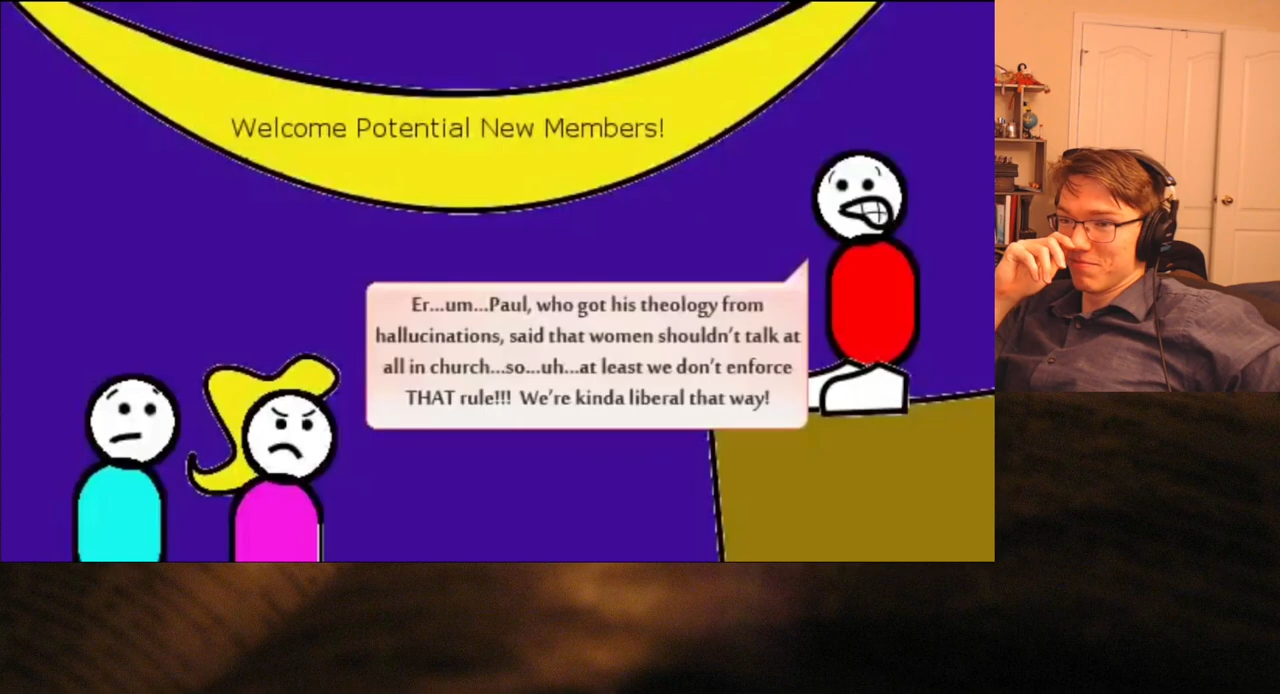 Welcome Potential New Members!
Er...um...Paul, who got his theology from
hallucinations, said that women shouldn't talk at
all in church...so...uh...at least we don't enforce
THAT rule!!! We're kinda liberal that way!